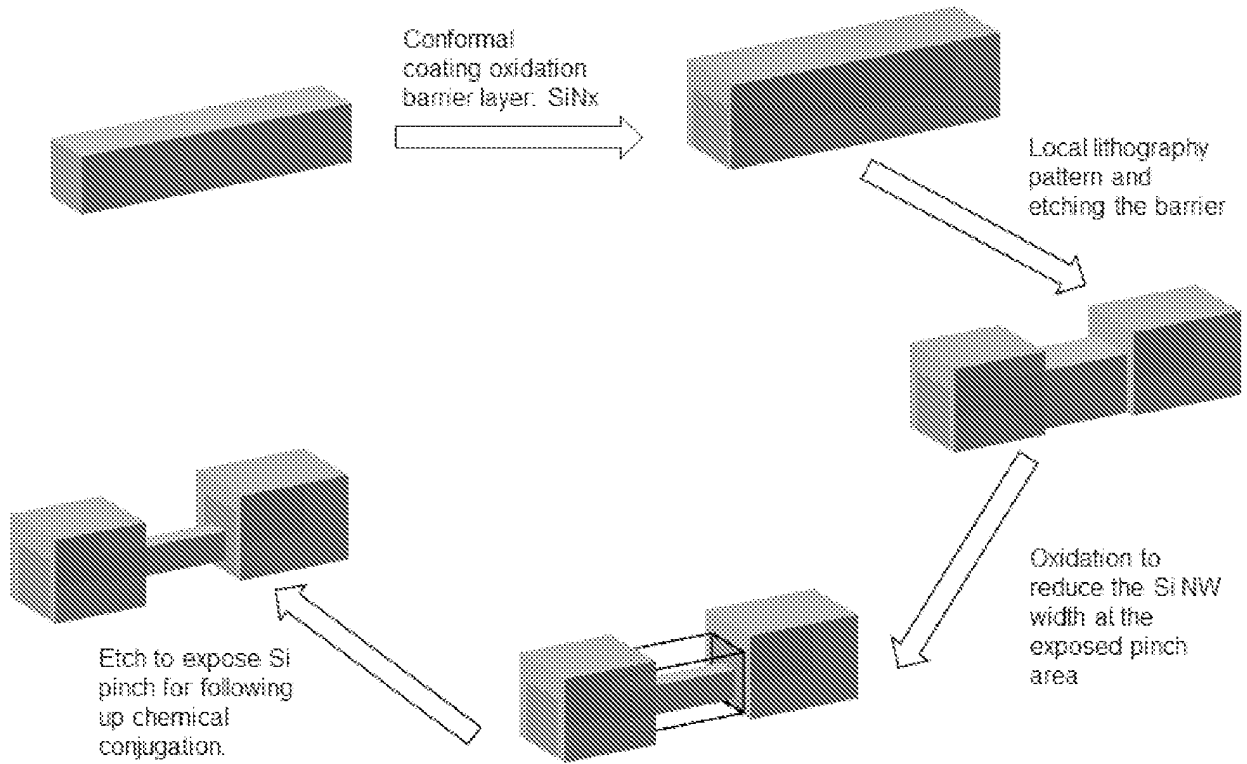 Conformal
coating oxidation
barrier layer: SiNx
Local lithography
pattern and
etching the barrier
Oxidation to
reduce the Si NW
width at the
exposed pinch
area
Etch to expose Si
pinch for following
up chemical
conjugation.